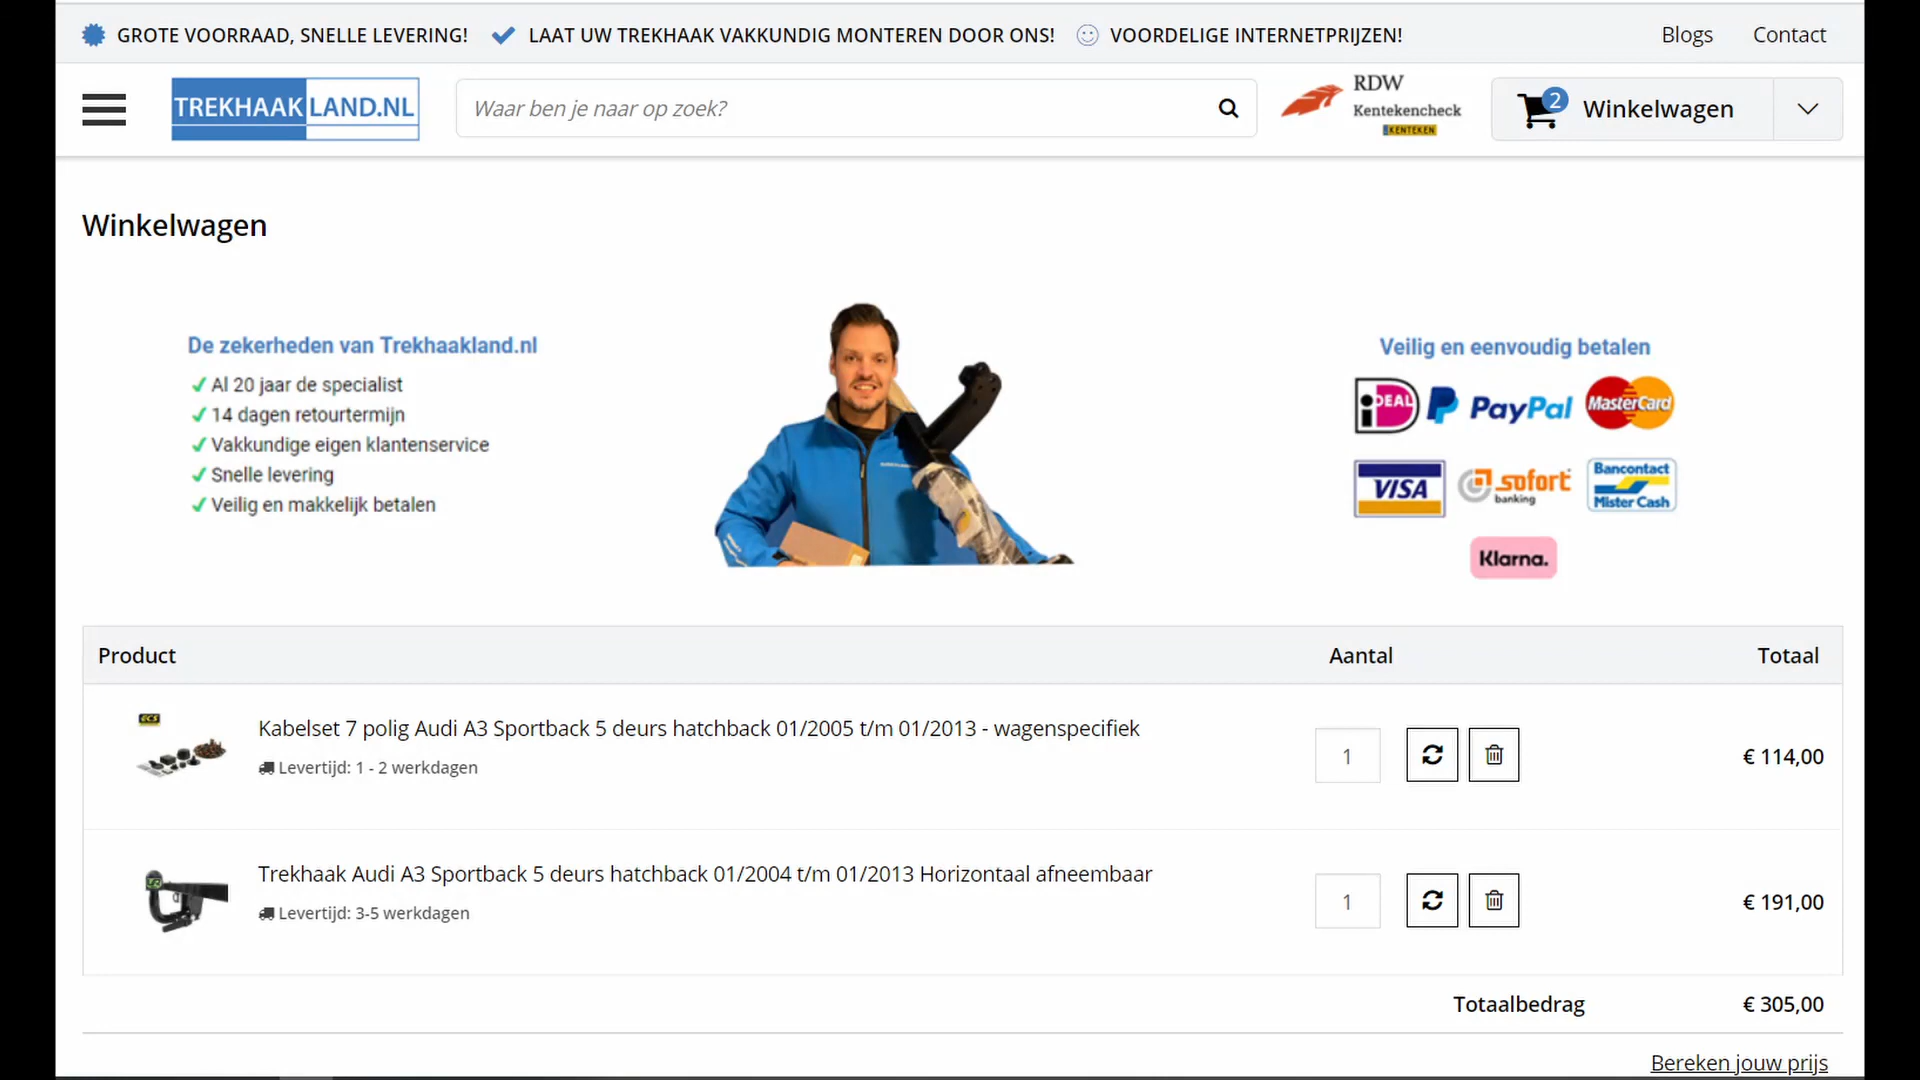 GROTE VOORRAAD, SNELLE LEVERING!
LAAT UW TREKHAAK VAKKUNDIG MONTEREN DOOR ONS!
VOORDELIGE INTERNETPRIJZEN!
Blogs
Contact
TREKHAAKLAND.NL
Waar ben je naar op zoek?
RDW
Kentekencheck
KENTEKEN
2
Winkelwagen
Winkelwagen
De zekerheden van Trekhaakland.nl
Al 20 jaar de specialist
14 dagen retourtermijn
Vakkundige eigen klantenservice
Snelle levering
Veilig en makkelijk betalen
Veilig en eenvoudig betalen
iDEAL
PayPal
MasterCard
VISA
sofort
banking
Bancontact
Mister Cash
Klarna.
Product
Aantal
Totaal
ECS
Kabelset 7 polig Audi A3 Sportback 5 deurs hatchback 01/2005 t/m 01/2013 - wagenspecifiek
Levertijd: 1 - 2 werkdagen
1
€ 114,00
Trekhaak Audi A3 Sportback 5 deurs hatchback 01/2004 t/m 01/2013 Horizontaal afneembaar
Levertijd: 3-5 werkdagen
1
€ 191,00
Totaalbedrag
€ 305,00
Bereken jouw prijs